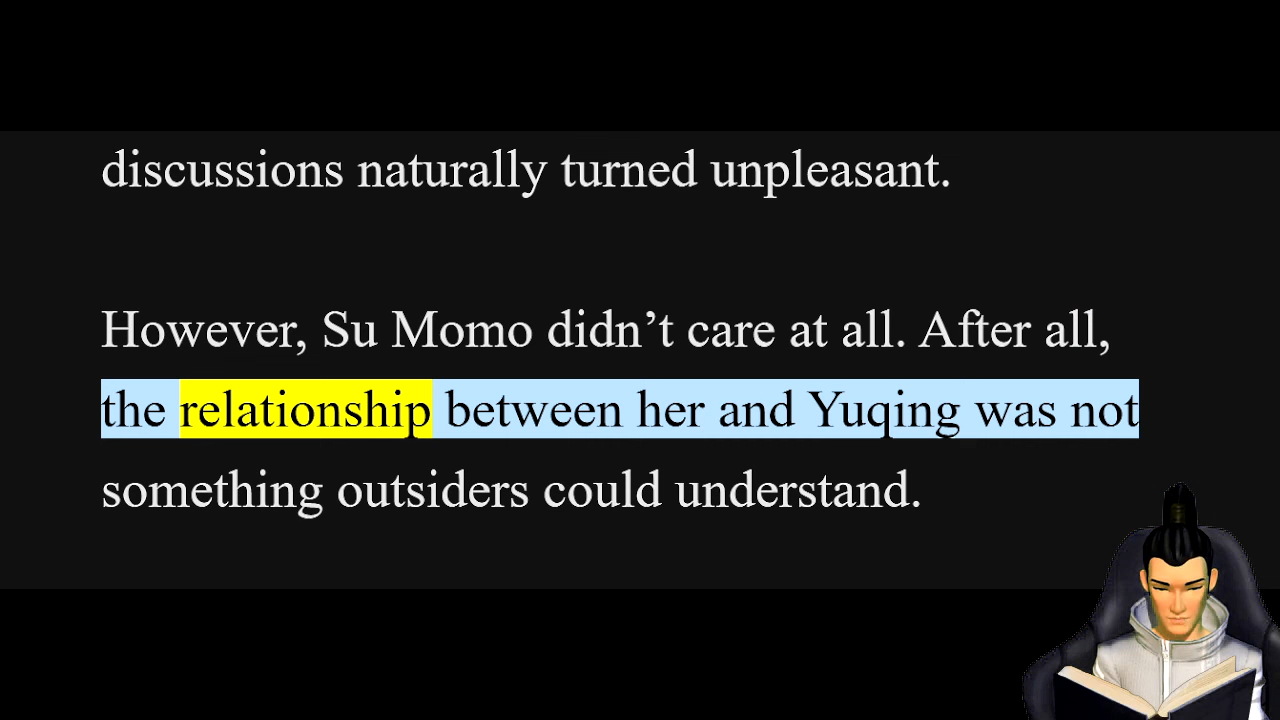 discussions naturally turned unpleasant.
However, Su Momo didn’t care at all. After all,
the relationship between her and Yuqing was not
something outsiders could understand.